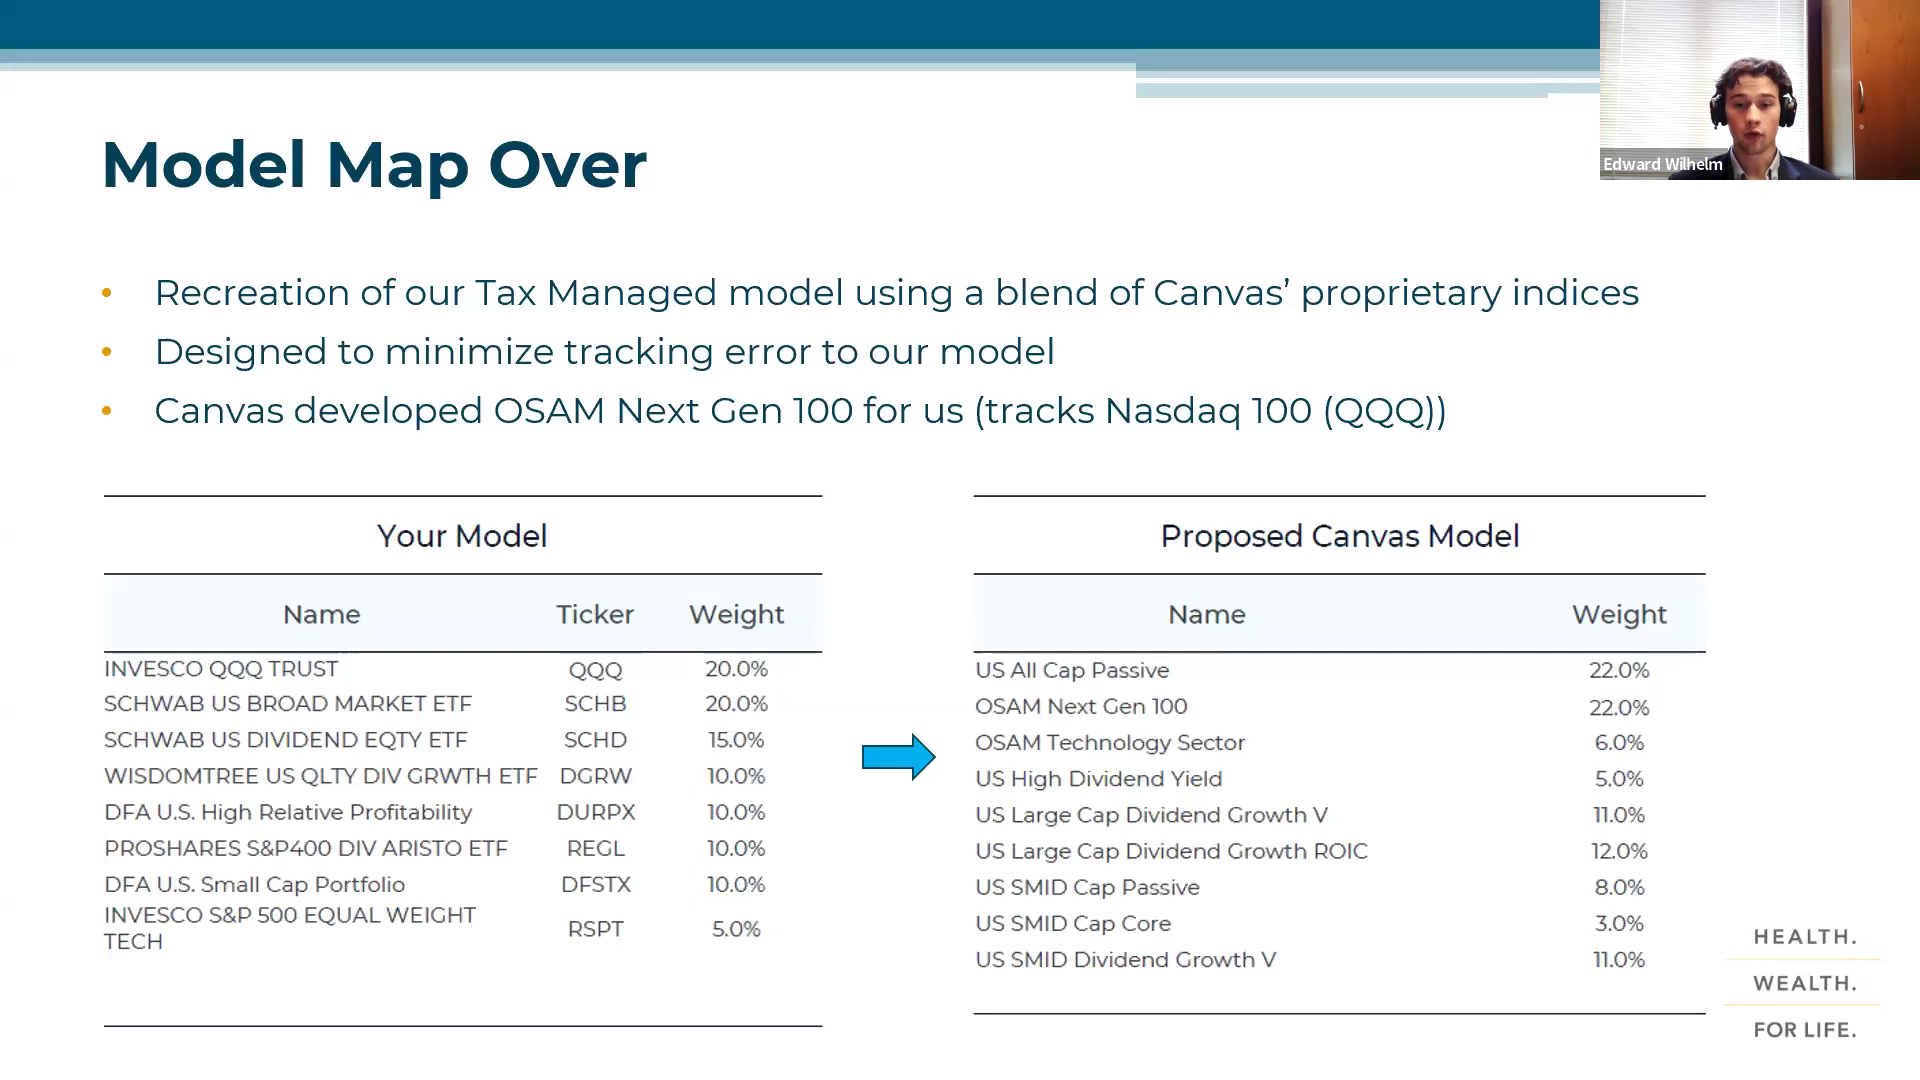 Edward Wilhelm
Model Map Over
• Recreation of our Tax Managed model using a blend of Canvas’ proprietary indices
• Designed to minimize tracking error to our model
• Canvas developed OSAM Next Gen 100 for us (tracks Nasdaq 100 (QQQ))
Your Model
Name Ticker Weight
INVESCO QQQ TRUST QQQ 20.0%
SCHWAB US BROAD MARKET ETF SCHB 20.0%
SCHWAB US DIVIDEND EQTY ETF SCHD 15.0%
WISDOMTREE US QLTY DIV GRWTH ETF DGRW 10.0%
DFA U.S. High Relative Profitability DURPX 10.0%
PROSHARES S&P400 DIV ARISTO ETF REGL 10.0%
DFA U.S. Small Cap Portfolio DFSTX 10.0%
INVESCO S&P 500 EQUAL WEIGHT
TECH RSPT 5.0%
Proposed Canvas Model
Name Weight
US All Cap Passive 22.0%
OSAM Next Gen 100 22.0%
OSAM Technology Sector 6.0%
US High Dividend Yield 5.0%
US Large Cap Dividend Growth V 11.0%
US Large Cap Dividend Growth ROIC 12.0%
US SMID Cap Passive 8.0%
US SMID Cap Core 3.0%
US SMID Dividend Growth V 11.0%
HEALTH.
WEALTH.
FOR LIFE.